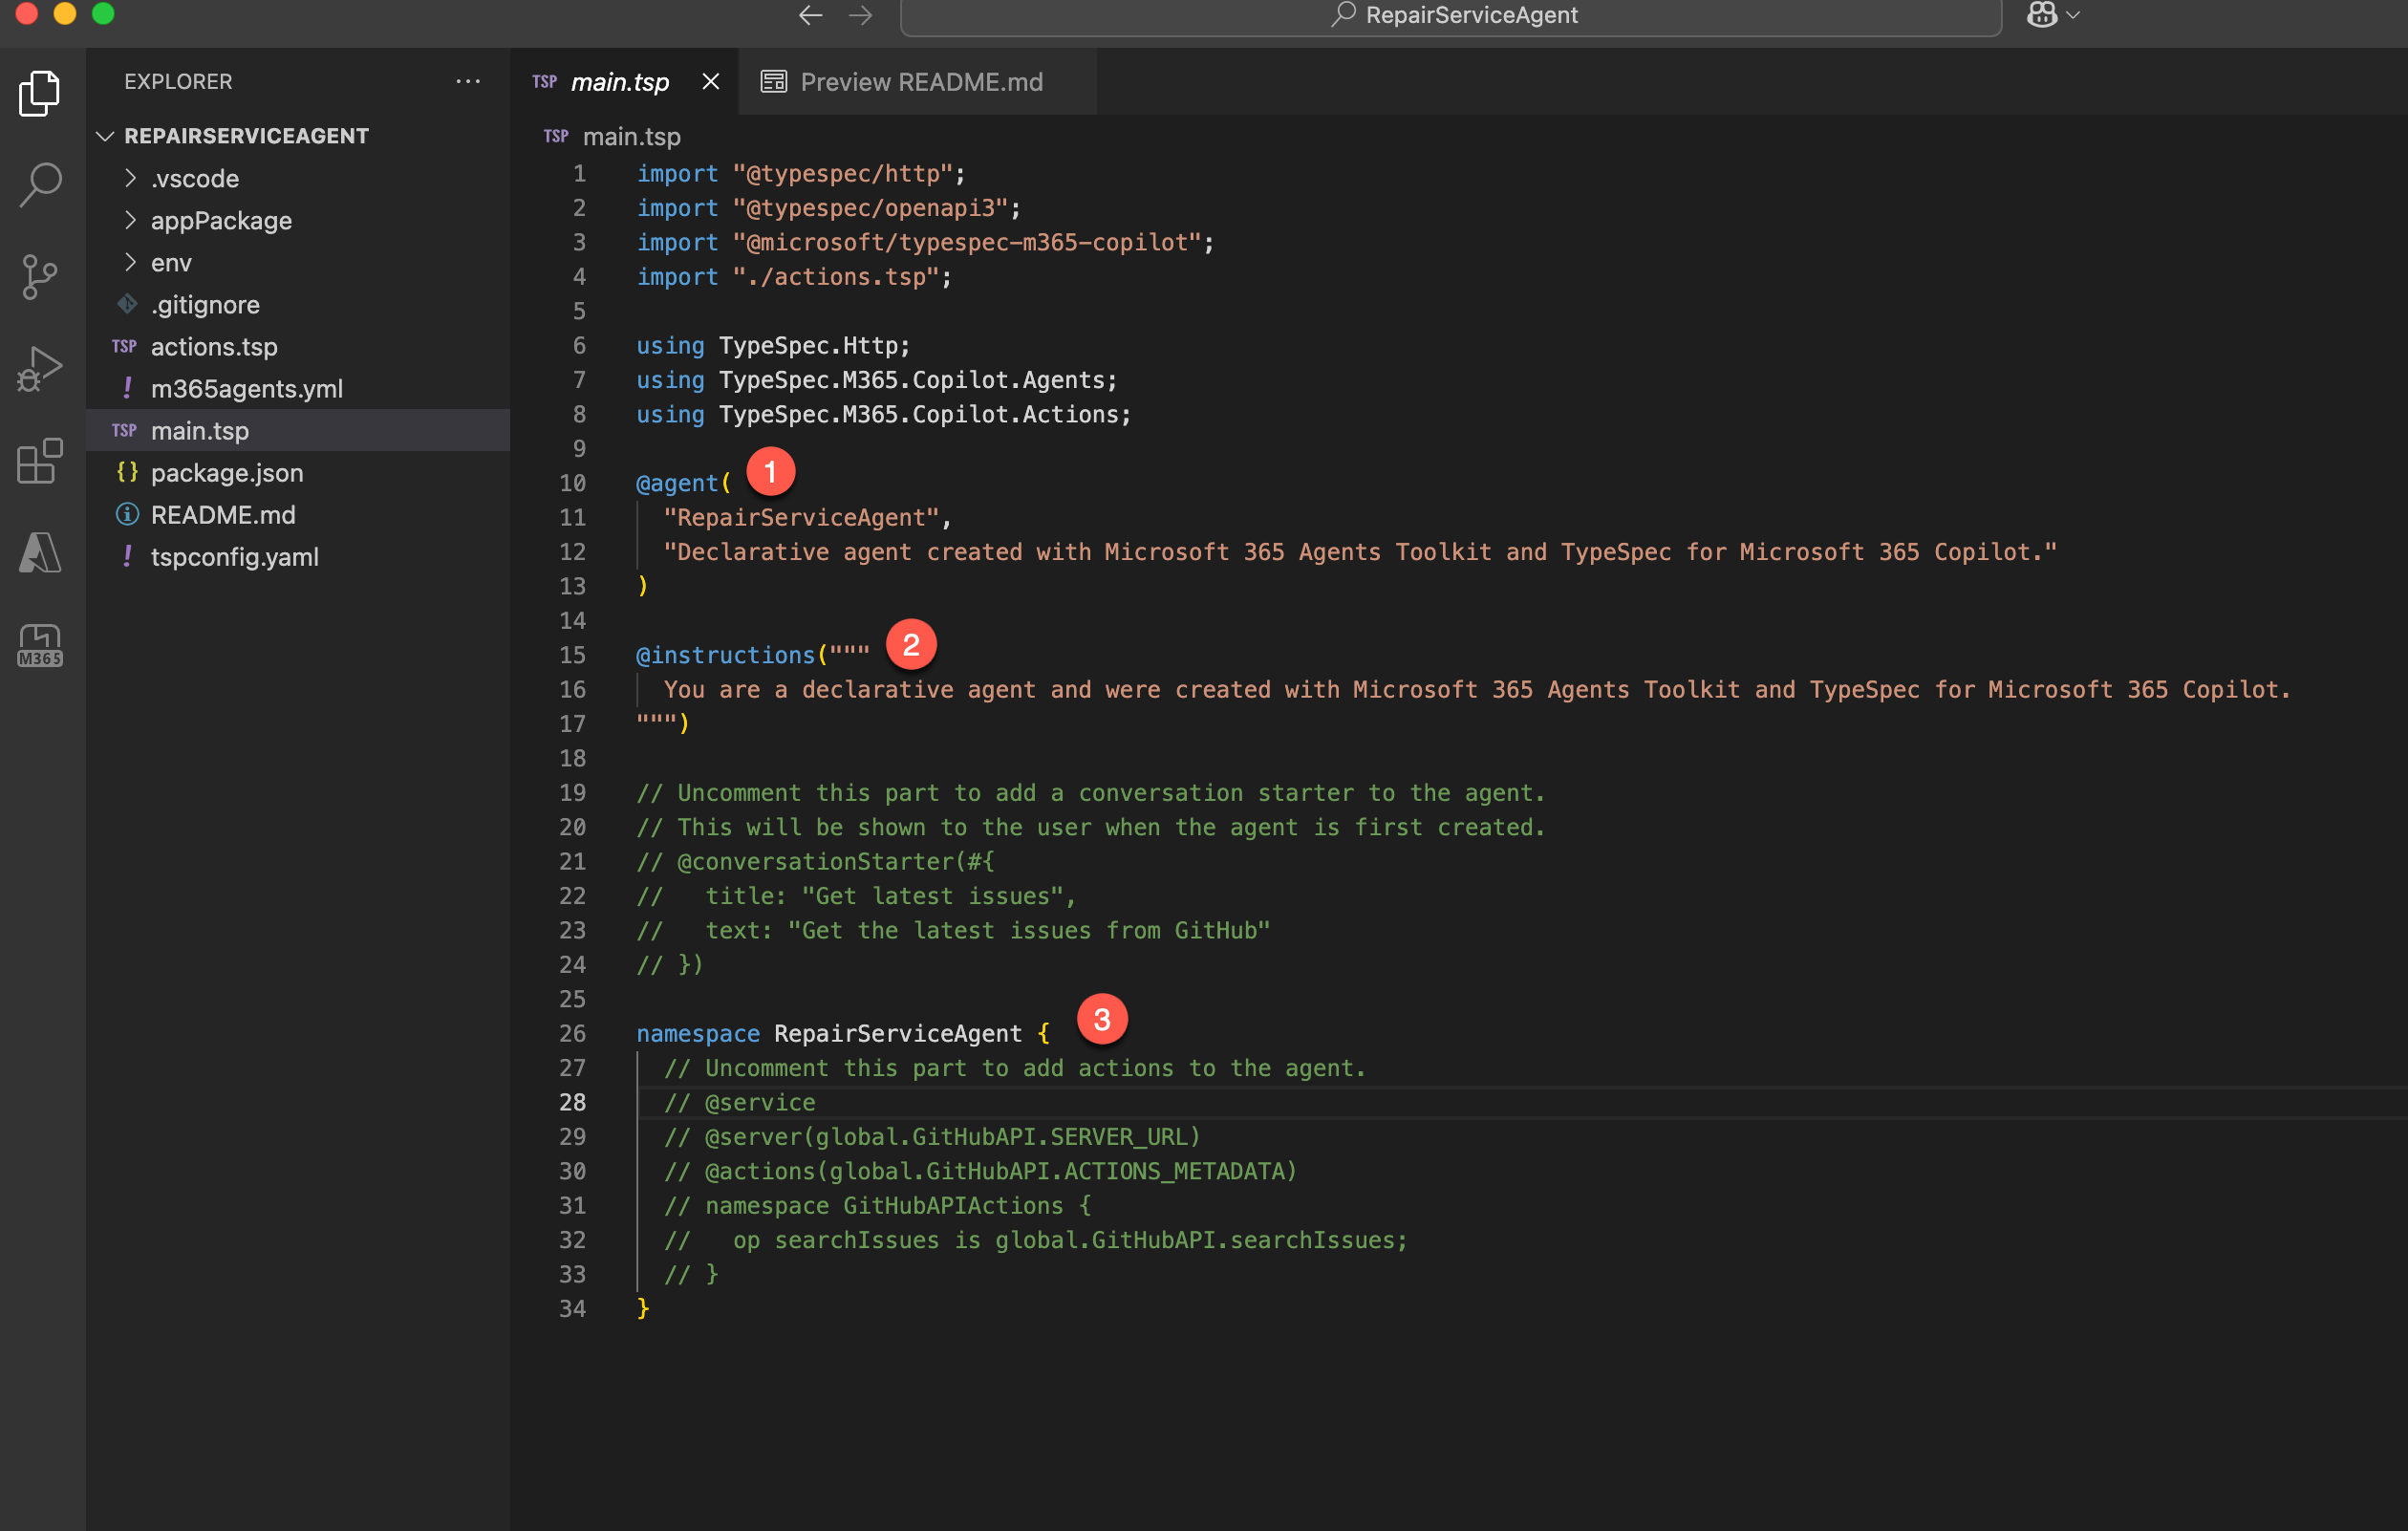 RepairServiceAgent
EXPLORER
REPAIRSERVICEAGENT
.vscode
appPackage
env
.gitignore
TSP actions.tsp
! m365agents.yml
TSP main.tsp
{} package.json
README.md
! tspconfig.yaml
M365
TSP main.tsp
Preview README.md
TSP main.tsp
1 import "@typespec/http";
2 import "@typespec/openapi3";
3 import "@microsoft/typespec-m365-copilot";
4 import "./actions.tsp";
5
6 using TypeSpec.Http;
7 using TypeSpec.M365.Copilot.Agents;
8 using TypeSpec.M365.Copilot.Actions;
9
10 @agent( 1
11 "RepairServiceAgent",
12 "Declarative agent created with Microsoft 365 Agents Toolkit and TypeSpec for Microsoft 365 Copilot."
13 )
14
15 @instructions(""" 2
16 You are a declarative agent and were created with Microsoft 365 Agents Toolkit and TypeSpec for Microsoft 365 Copilot.
17 """)
18
19 // Uncomment this part to add a conversation starter to the agent.
20 // This will be shown to the user when the agent is first created.
21 // @conversationStarter(#{
22 // title: "Get latest issues",
23 // text: "Get the latest issues from GitHub"
24 // })
25
26 namespace RepairServiceAgent { 3
27 // Uncomment this part to add actions to the agent.
28 // @service
29 // @server(global.GitHubAPI.SERVER_URL)
30 // @actions(global.GitHubAPI.ACTIONS_METADATA)
31 // namespace GitHubAPIActions {
32 // op searchIssues is global.GitHubAPI.searchIssues;
33 // }
34 }